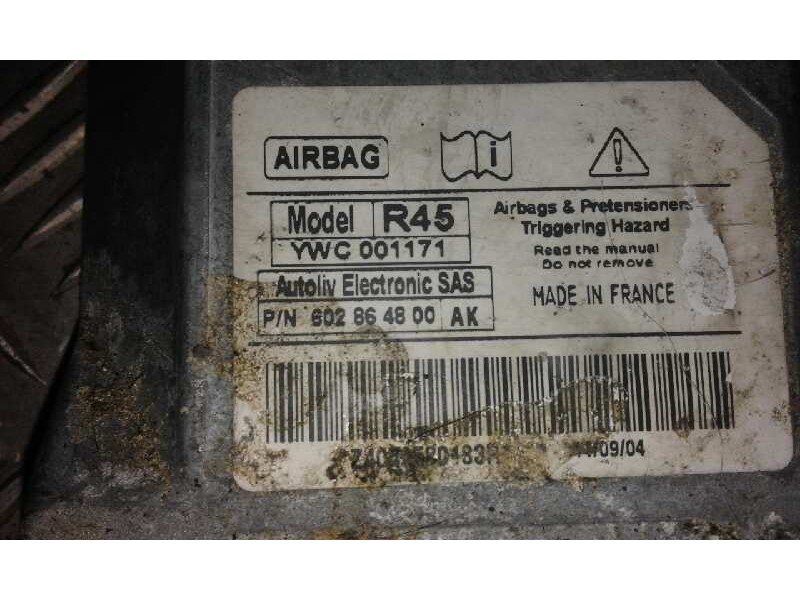 AIRBAG
i
!
Model R45
YWC 001171
Autoliv Electronic SAS
P/N 602 86 48 00 AK
Airbags & Pretensioners
Triggering Hazard
Read the manual
Do not remove
MADE IN FRANCE